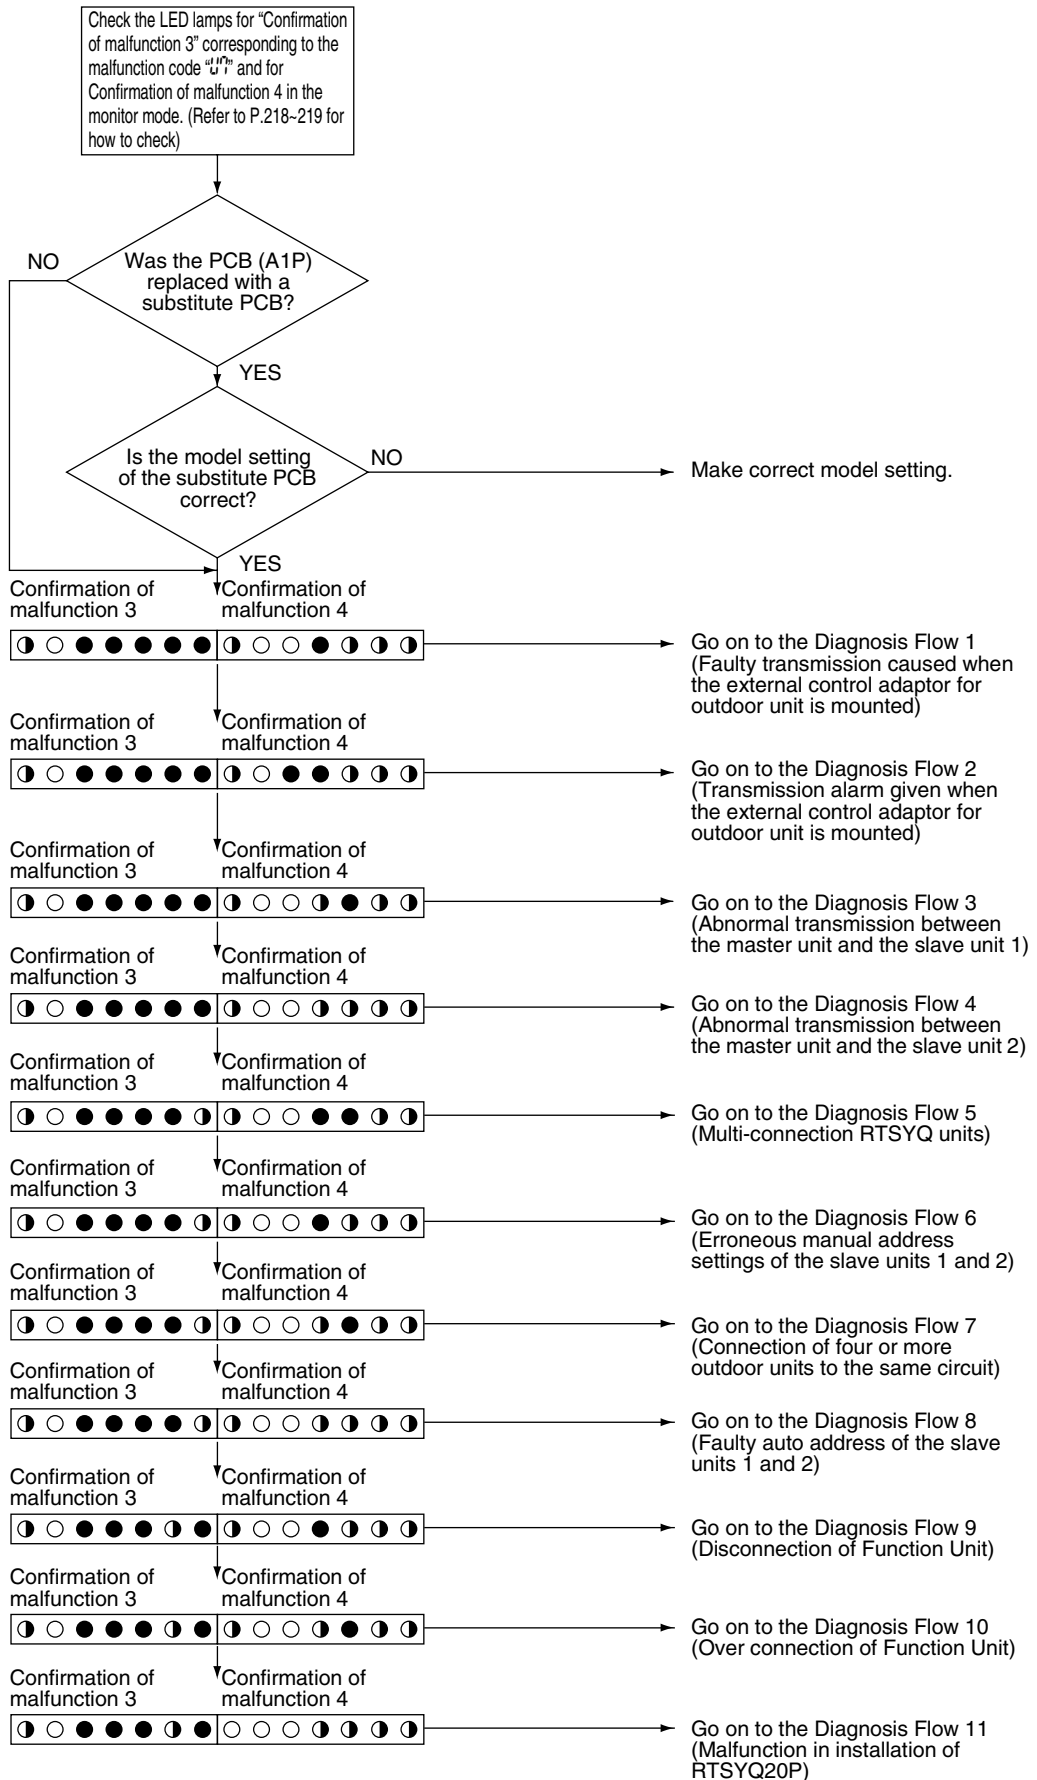 Check the LED lamps for “Confirmation
of malfunction 3” corresponding to the
malfunction code “U7” and for
Confirmation of malfunction 4 in the
monitor mode. (Refer to P.218~219 for
how to check)
NO
Was the PCB (A1P)
replaced with a
substitute PCB?
YES
Is the model setting
of the substitute PCB
correct?
NO
Make correct model setting.
YES
Confirmation of
malfunction 3
Confirmation of
malfunction 4
Go on to the Diagnosis Flow 1
(Faulty transmission caused when
the external control adaptor for
outdoor unit is mounted)
Confirmation of
malfunction 3
Confirmation of
malfunction 4
Go on to the Diagnosis Flow 2
(Transmission alarm given when
the external control adaptor for
outdoor unit is mounted)
Confirmation of
malfunction 3
Confirmation of
malfunction 4
Go on to the Diagnosis Flow 3
(Abnormal transmission between
the master unit and the slave unit 1)
Confirmation of
malfunction 3
Confirmation of
malfunction 4
Go on to the Diagnosis Flow 4
(Abnormal transmission between
the master unit and the slave unit 2)
Confirmation of
malfunction 3
Confirmation of
malfunction 4
Go on to the Diagnosis Flow 5
(Multi-connection RTSYQ units)
Confirmation of
malfunction 3
Confirmation of
malfunction 4
Go on to the Diagnosis Flow 6
(Erroneous manual address
settings of the slave units 1 and 2)
Confirmation of
malfunction 3
Confirmation of
malfunction 4
Go on to the Diagnosis Flow 7
(Connection of four or more
outdoor units to the same circuit)
Confirmation of
malfunction 3
Confirmation of
malfunction 4
Go on to the Diagnosis Flow 8
(Faulty auto address of the slave
units 1 and 2)
Confirmation of
malfunction 3
Confirmation of
malfunction 4
Go on to the Diagnosis Flow 9
(Disconnection of Function Unit)
Confirmation of
malfunction 3
Confirmation of
malfunction 4
Go on to the Diagnosis Flow 10
(Over connection of Function Unit)
Confirmation of
malfunction 3
Confirmation of
malfunction 4
Go on to the Diagnosis Flow 11
(Malfunction in installation of
RTSYQ20P)